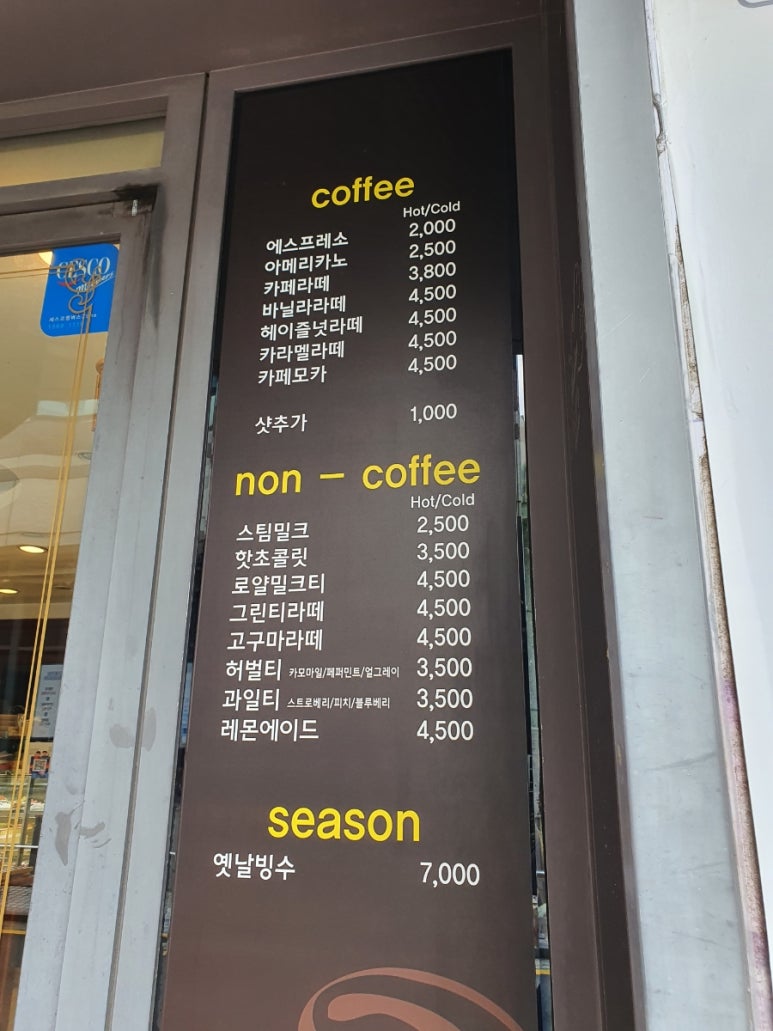 coffee
Hot/Cold
에스프레소 2,000
아메리카노 2,500
카페라떼 3,800
바닐라라떼 4,500
헤이즐넛라떼 4,500
카라멜라떼 4,500
카페모카 4,500
샷추가 1,000
non - coffee
Hot/Cold
스팀밀크 2,500
핫초콜릿 3,500
로얄밀크티 4,500
그린티라떼 4,500
고구마라떼 4,500
허벌티 카모마일/페퍼민트/얼그레이 3,500
과일티 스트로베리/피치/블루베리 3,500
레몬에이드 4,500
season
옛날빙수 7,000
CESCO